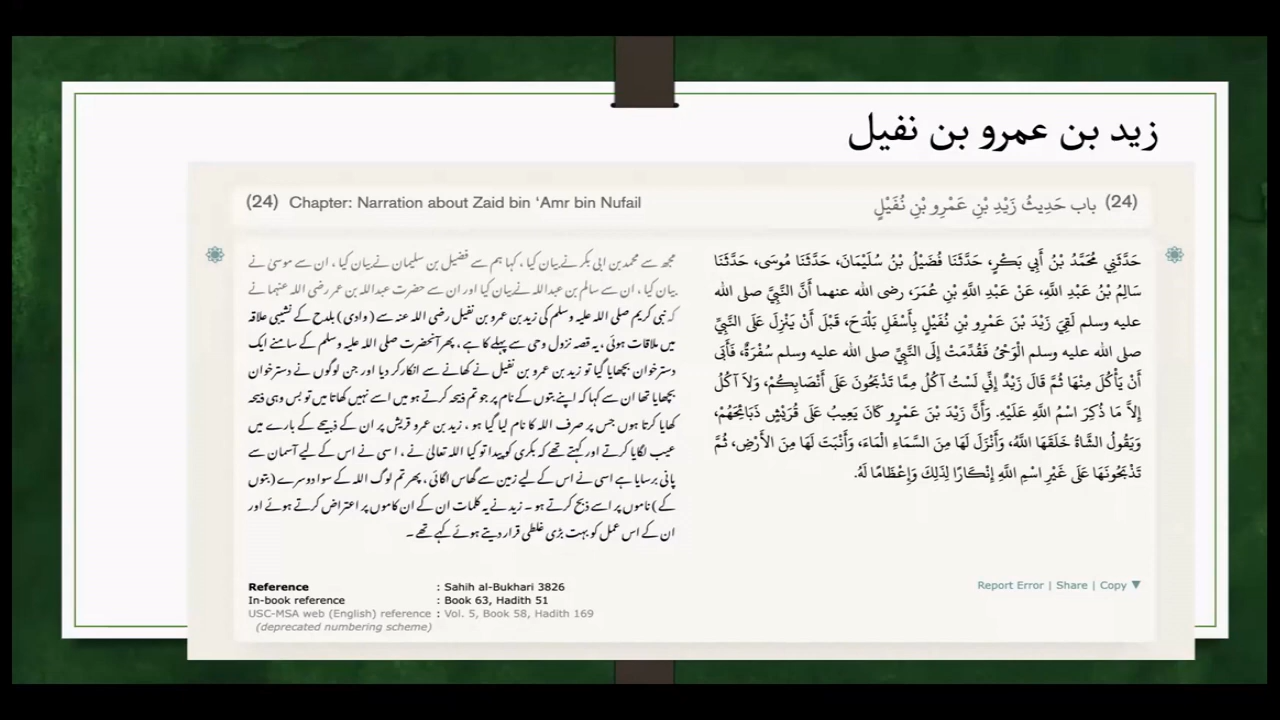 زید بن عمرو بن نفیل
(24) Chapter: Narration about Zaid bin ‘Amr bin Nufail
(24) باب حَدِيثُ زَيْدِ بْنِ عَمْرِو بْنِ نُفَيْلٍ
مجھ سے محمد بن ابی بکر نے بیان کیا ، کہا ہم سے فضیل بن سلیمان نے بیان کیا ، ان سے موسیٰ نے
بیان کیا ، ان سے سالم بن عبداللہ نے بیان کیا اور ان سے حضرت عبداللہ بن عمر رضی اللہ عنہما نے
کہ نبی کریم صلی اللہ علیہ وسلم کی زید بن عمرو بن نفیل رضی اللہ عنہ سے ( وادی ) بلدح کے نشیبی علاقہ
میں ملاقات ہوئی ، یہ قصہ نزول وحی سے پہلے کا ہے ، پھر آنحضرت صلی اللہ علیہ وسلم کے سامنے ایک
دسترخوان بچھایا گیا تو زید بن عمرو بن نفیل نے کھانے سے انکار کر دیا اور جن لوگوں نے دسترخوان
بچھایا تھا ان سے کہا کہ اپنے بتوں کے نام پر جو تم ذبیحہ کرتے ہو میں اسے نہیں کھاتا میں تو بس وہی ذبیحہ
کھایا کرتا ہوں جس پر صرف اللہ کا نام لیا گیا ہو ، زید بن عمرو قریش پر ان کے ذبیحے کے بارے میں
عیب لگایا کرتے اور کہتے تھے کہ بکری کو پیدا تو کیا اللہ تعالیٰ نے ، اسی نے اس کے لیے آسمان سے
پانی برسایا ہے اسی نے اس کے لیے زمین سے گھاس اگائی ، پھر تم لوگ اللہ کے سوا دوسرے ( بتوں
کے ) ناموں پر اسے ذبح کرتے ہو ۔ زید نے یہ کلمات ان کے ان کاموں پر اعتراض کرتے ہوئے اور
ان کے اس عمل کو بہت بڑی غلطی قرار دیتے ہوئے کہے تھے ۔
حَدَّثَنِي مُحَمَّدُ بْنُ أَبِي بَكْرٍ، حَدَّثَنَا فُضَيْلُ بْنُ سُلَيْمَانَ، حَدَّثَنَا مُوسَى، حَدَّثَنَا
سَالِمُ بْنُ عَبْدِ اللَّهِ، عَنْ عَبْدِ اللَّهِ بْنِ عُمَرَ، رضى الله عنهما أَنَّ النَّبِيَّ صلى الله
عليه وسلم لَقِيَ زَيْدَ بْنَ عَمْرِو بْنِ نُفَيْلٍ بِأَسْفَلِ بَلْدَحَ، قَبْلَ أَنْ يَنْزِلَ عَلَى النَّبِيِّ
صلى الله عليه وسلم الْوَحْىُ فَقُدِّمَتْ إِلَى النَّبِيِّ صلى الله عليه وسلم سُفْرَةٌ، فَأَبَى
أَنْ يَأْكُلَ مِنْهَا ثُمَّ قَالَ زَيْدٌ إِنِّي لَسْتُ آكُلُ مِمَّا تَذْبَحُونَ عَلَى أَنْصَابِكُمْ، وَلاَ آكُلُ
إِلاَّ مَا ذُكِرَ اسْمُ اللَّهِ عَلَيْهِ. وَأَنَّ زَيْدَ بْنَ عَمْرٍو كَانَ يَعِيبُ عَلَى قُرَيْشٍ ذَبَائِحَهُمْ،
وَيَقُولُ الشَّاةُ خَلَقَهَا اللَّهُ، وَأَنْزَلَ لَهَا مِنَ السَّمَاءِ الْمَاءَ، وَأَنْبَتَ لَهَا مِنَ الأَرْضِ، ثُمَّ
تَذْبَحُونَهَا عَلَى غَيْرِ اسْمِ اللَّهِ إِنْكَارًا لِذَلِكَ وَإِعْظَامًا لَهُ.
Reference : Sahih al-Bukhari 3826
In-book reference : Book 63, Hadith 51
USC-MSA web (English) reference : Vol. 5, Book 58, Hadith 169
(deprecated numbering scheme)
Report Error | Share | Copy ▼